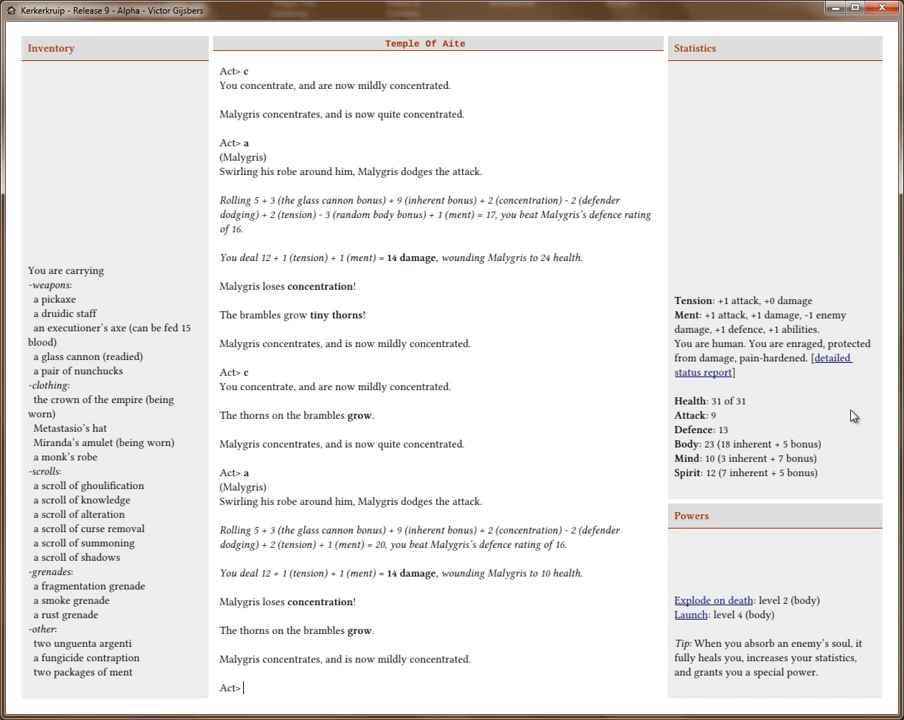 Kerkerkruip - Release 9 - Alpha - Victor Gijsbers
Inventory
You are carrying
-weapons:
a pickaxe
a druidic staff
an executioner's axe (can be fed 15
blood)
a glass cannon (readied)
a pair of nunchucks
-clothing:
the crown of the empire (being
worn)
Metastasio's hat
Miranda's amulet (being worn)
a monk's robe
-scrolls:
a scroll of ghoulification
a scroll of knowledge
a scroll of alteration
a scroll of curse removal
a scroll of summoning
a scroll of shadows
-grenades:
a fragmentation grenade
a smoke grenade
a rust grenade
-other:
two unguenta argenti
a fungicide contraption
two packages of ment
Temple Of Aite
Act> c
You concentrate, and are now mildly concentrated.
Malygris concentrates, and is now quite concentrated.
Act> a
(Malygris)
Swirling his robe around him, Malygris dodges the attack.
Rolling 5 + 3 (the glass cannon bonus) + 9 (inherent bonus) + 2 (concentration) - 2 (defender
dodging) + 2 (tension) - 3 (random body bonus) + 1 (ment) = 17, you beat Malygris's defence rating
of 16.
You deal 12 + 1 (tension) + 1 (ment) = 14 damage, wounding Malygris to 24 health.
Malygris loses concentration!
The brambles grow tiny thorns!
Malygris concentrates, and is now mildly concentrated.
Act> c
You concentrate, and are now mildly concentrated.
The thorns on the brambles grow.
Malygris concentrates, and is now quite concentrated.
Act> a
(Malygris)
Swirling his robe around him, Malygris dodges the attack.
Rolling 5 + 3 (the glass cannon bonus) + 9 (inherent bonus) + 2 (concentration) - 2 (defender
dodging) + 2 (tension) + 1 (ment) = 20, you beat Malygris's defence rating of 16.
You deal 12 + 1 (tension) + 1 (ment) = 14 damage, wounding Malygris to 10 health.
Malygris loses concentration!
The thorns on the brambles grow.
Malygris concentrates, and is now mildly concentrated.
Act>
Statistics
Tension: +1 attack, +0 damage
Ment: +1 attack, +1 damage, -1 enemy
damage, +1 defence, +1 abilities.
You are human. You are enraged, protected
from damage, pain-hardened. [detailed
status report]
Health: 31 of 31
Attack: 9
Defence: 13
Body: 23 (18 inherent + 5 bonus)
Mind: 10 (3 inherent + 7 bonus)
Spirit: 12 (7 inherent + 5 bonus)
Powers
Explode on death: level 2 (body)
Launch: level 4 (body)
Tip: When you absorb an enemy's soul, it
fully heals you, increases your statistics,
and grants you a special power.